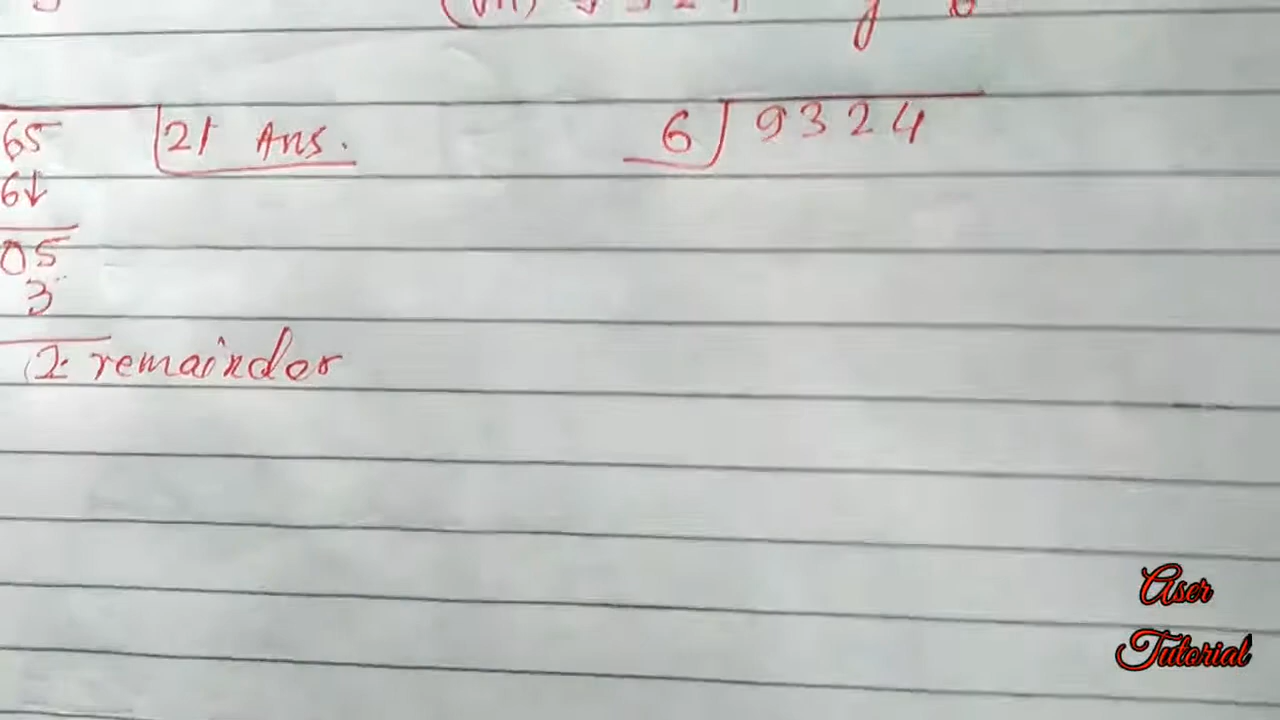 65 21 Ans.
6↓
05
3
2 remainder
6 9324
Aser
Tutorial